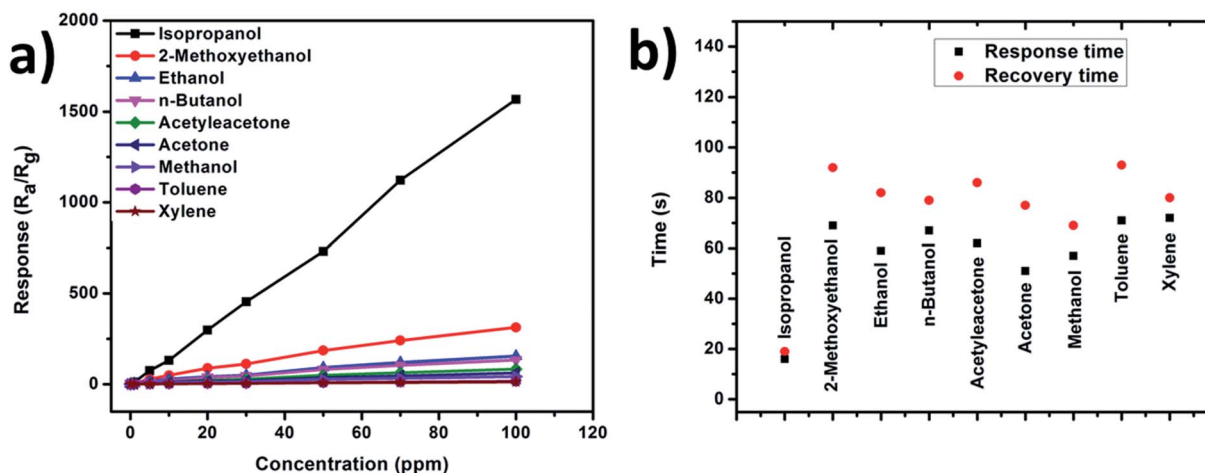 a)
2000
1500
1000
500
0
Response (Ra/Rg)
Isopropanol
2-Methoxyethanol
Ethanol
n-Butanol
Acetyleacetone
Acetone
Methanol
Toluene
Xylene
0 20 40 60 80 100 120
Concentration (ppm)
b)
140
120
100
80
60
40
20
0
Time (s)
Response time
Recovery time
Isopropanol
2-Methoxyethanol
Ethanol
n-Butanol
Acetyleacetone
Acetone
Methanol
Toluene
Xylene